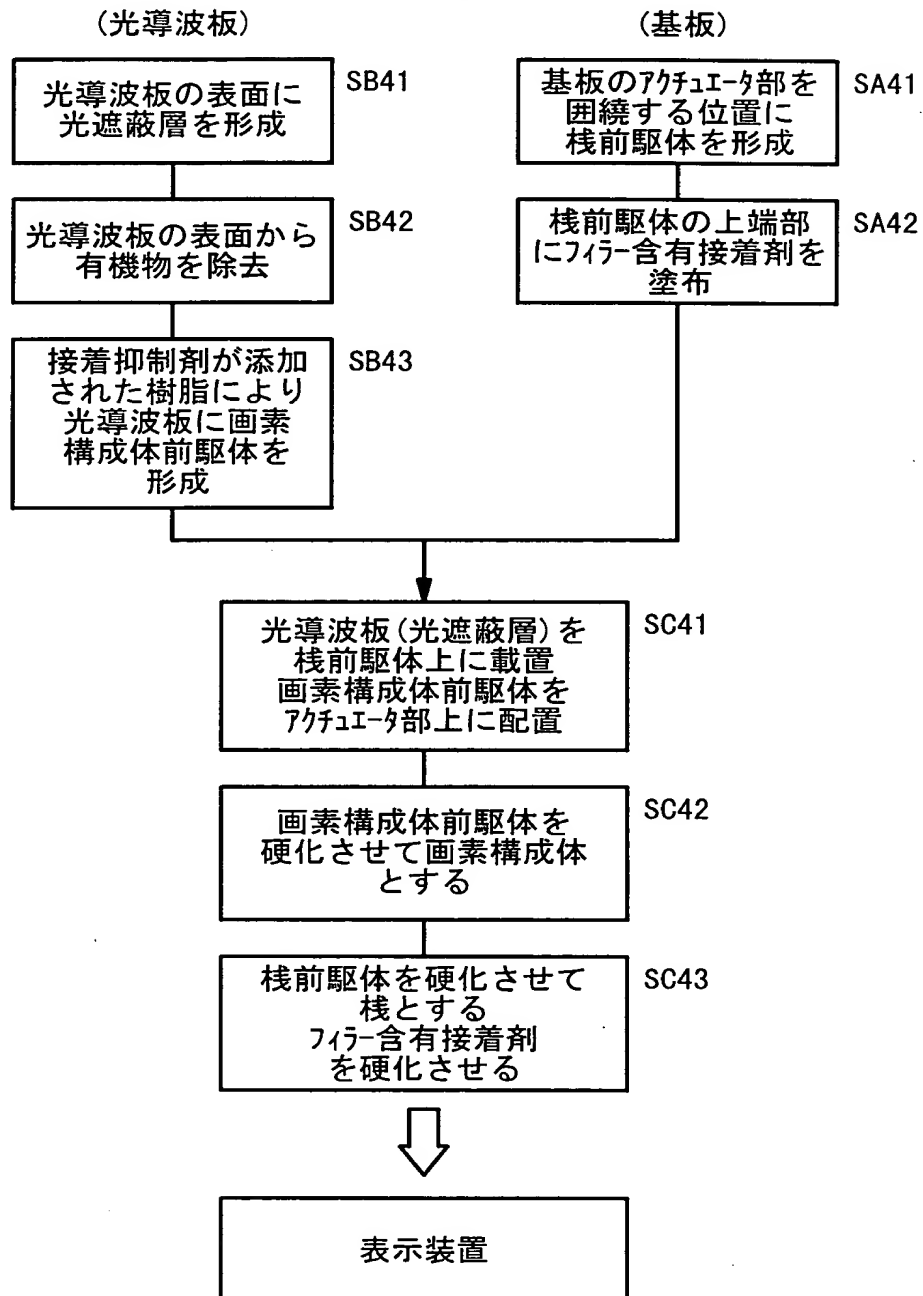 (光導波板)
光導波板の表面に
光遮蔽層を形成
SB41
光導波板の表面から
有機物を除去
SB42
接着抑制剤が添加
された樹脂により
光導波板に画素
構成体前駆体を
形成
SB43
(基板)
基板のアクチュエータ部を
囲繞する位置に
桟前駆体を形成
SA41
桟前駆体の上端部
にフィラー含有接着剤を
塗布
SA42
光導波板(光遮蔽層)を
桟前駆体上に載置
画素構成体前駆体を
アクチュエータ部上に配置
SC41
画素構成体前駆体を
硬化させて画素構成体
とする
SC42
桟前駆体を硬化させて
桟とする
フィラー含有接着剤
を硬化させる
SC43
表示装置